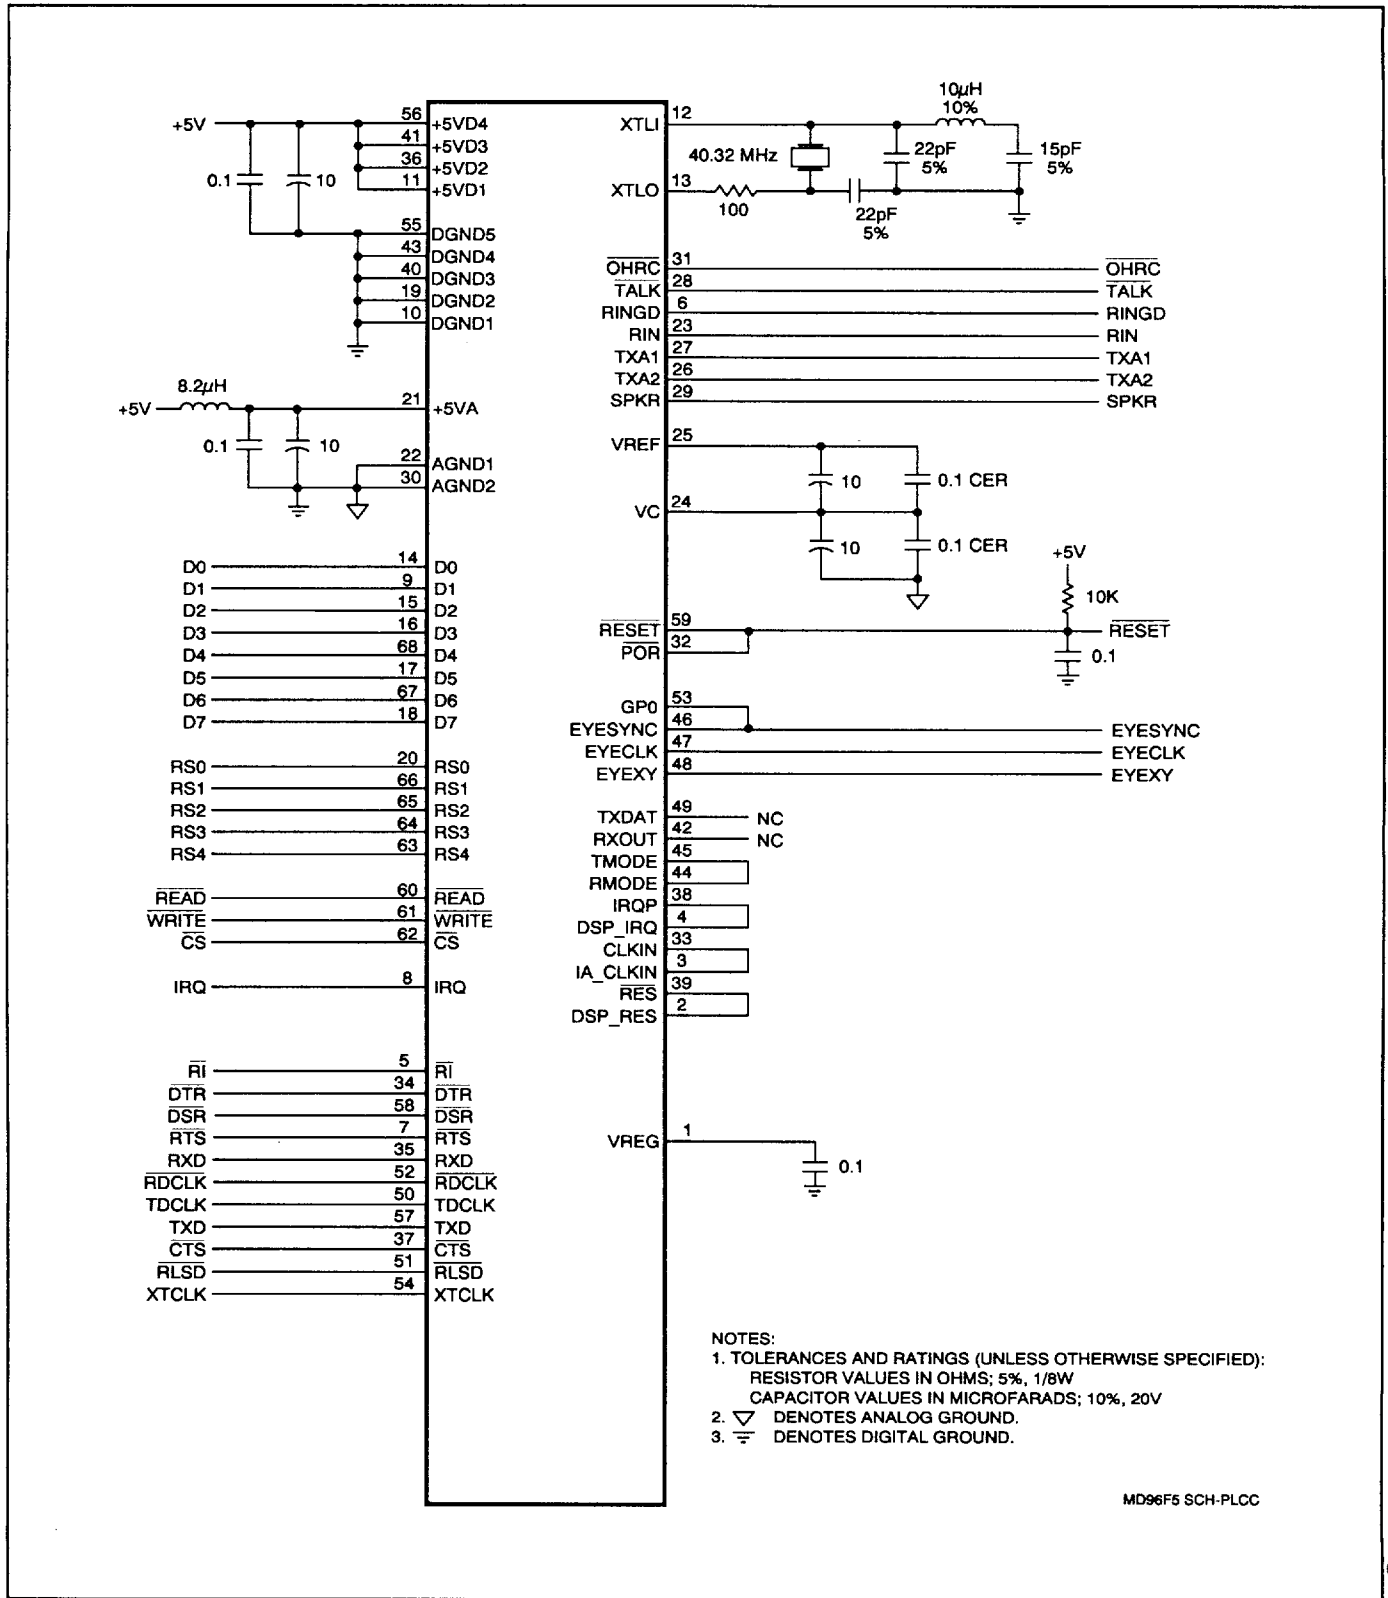 +5V 56 +5VD4
41 +5VD3
36 +5VD2
11 +5VD1
0.1 10
55 DGND5
43 DGND4
40 DGND3
19 DGND2
10 DGND1
8.2µH
+5V 21 +5VA
0.1 10
22 AGND1
30 AGND2
D0 14 D0
D1 9 D1
D2 15 D2
D3 16 D3
D4 68 D4
D5 17 D5
D6 67 D6
D7 18 D7
RS0 20 RS0
RS1 66 RS1
RS2 65 RS2
RS3 64 RS3
RS4 63 RS4
READ 60 READ
WRITE 61 WRITE
CS 62 CS
IRQ 8 IRQ
RI 5 RI
DTR 34 DTR
DSR 58 DSR
RTS 7 RTS
RXD 35 RXD
RDCLK 52 RDCLK
TDCLK 50 TDCLK
TXD 57 TXD
CTS 37 CTS
RLSD 51 RLSD
XTCLK 54 XTCLK
10µH
10%
XTLI 12
40.32 MHz
22pF
5%
15pF
5%
XTLO 13
100
22pF
5%
OHRC 31 OHRC
TALK 28 TALK
RINGD 6 RINGD
RIN 23 RIN
TXA1 27 TXA1
TXA2 26 TXA2
SPKR 29 SPKR
VREF 25
10 0.1 CER
VC 24
10 0.1 CER
+5V
10K
RESET 59 RESET
POR 32
0.1
GP0 53
EYESYNC 46 EYESYNC
EYECLK 47 EYECLK
EYEXY 48 EYEXY
TXDAT 49 NC
RXOUT 42 NC
TMODE 45
RMODE 44
IRQP 38
DSP_IRQ 4
CLKIN 33
IA_CLKIN 3
RES 39
DSP_RES 2
VREG 1
0.1
NOTES:
1. TOLERANCES AND RATINGS (UNLESS OTHERWISE SPECIFIED):
RESISTOR VALUES IN OHMS; 5%, 1/8W
CAPACITOR VALUES IN MICROFARADS; 10%, 20V
2. DENOTES ANALOG GROUND.
3. DENOTES DIGITAL GROUND.
MD96F5 SCH-PLCC